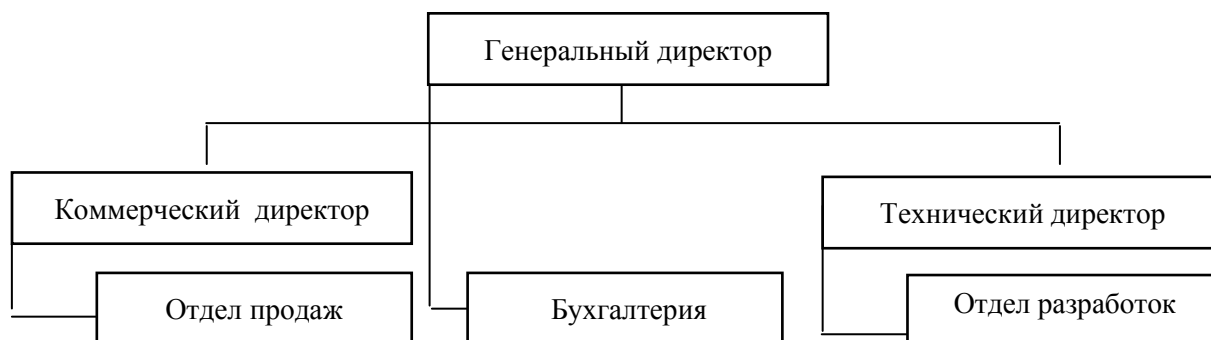 Генеральный директор
Коммерческий директор
Технический директор
Отдел продаж
Бухгалтерия
Отдел разработок